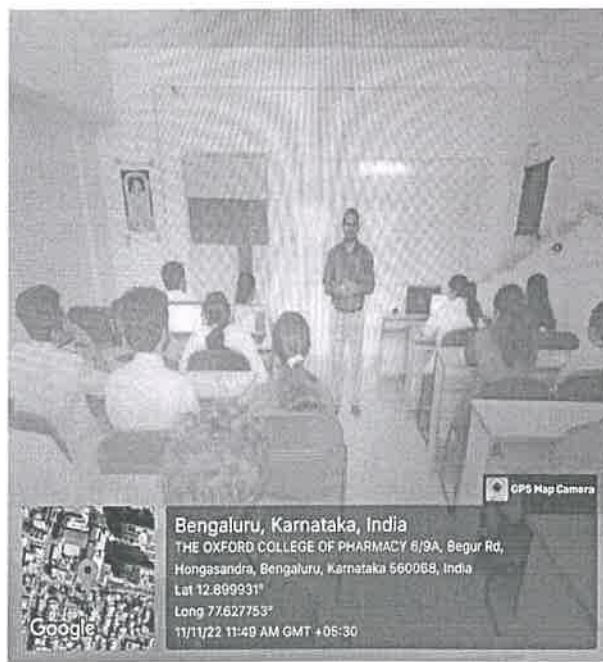 GPS Map Camera
Bengaluru, Karnataka, India
THE OXFORD COLLEGE OF PHARMACY 6/9A, Begur Rd,
Hongasandra, Bengaluru, Karnataka 560068, India
Lat 12.899931°
Long 77.627753°
11/11/22 11:49 AM GMT +05:30
Google